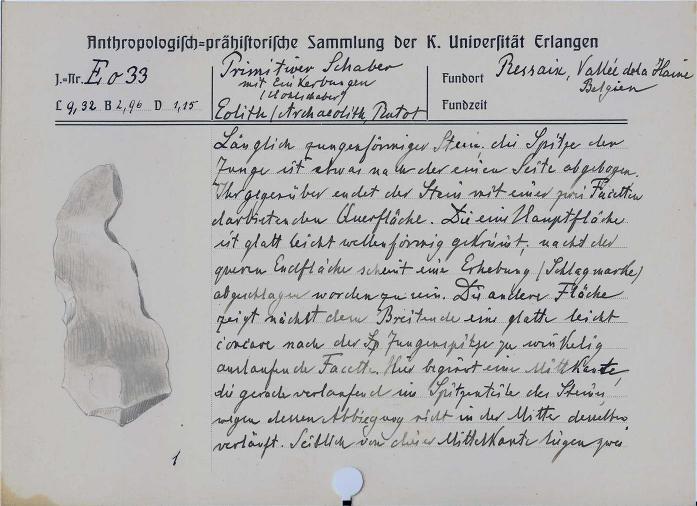 Anthropologisch=prähistorische Sammlung der K. Universität Erlangen
J.=Nr. Eo 33
L 9,32 B 2,96 D 1,15
Primitiver Schaber
mit Einkerbungen
(Hohlschaber)
Eolith/Archaeolith, Rutot
Fundort Ressaix, Vallée de la Haine
Belgien
Fundzeit
Länglich zungenförmiger Stein. die Spitze der
Zunge ist etwas nach der einen Seite abgebogen.
Ihr gegenüber endet der Stein mit einer zwei Facetten
darbietenden Querfläche. Die eine Hauptfläche
ist glatt leicht wellenförmig gekrümmt, nächst der
queren Endfläche scheint eine Erhebung (Schlagmarke)
abgeschlagen worden zu sein. Die andere Fläche
zeigt nächst dem Breitende eine glatte leicht
concave nach der Zungenspitze zu winkelig
auslaufende Facette. Hier beginnt eine Mittelkante,
die gerade verlaufend im Spitzenteile des Steines
wegen dessen Abbiegung nicht in der Mitte desselben
verläuft. Seitlich von dieser Mittelkante liegen zwei
1